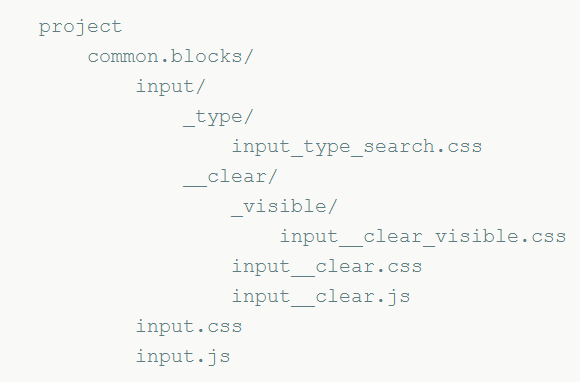 project
common.blocks/
input/
_type/
input_type_search.css
__clear/
_visible/
input__clear_visible.css
input__clear.css
input__clear.js
input.css
input.js